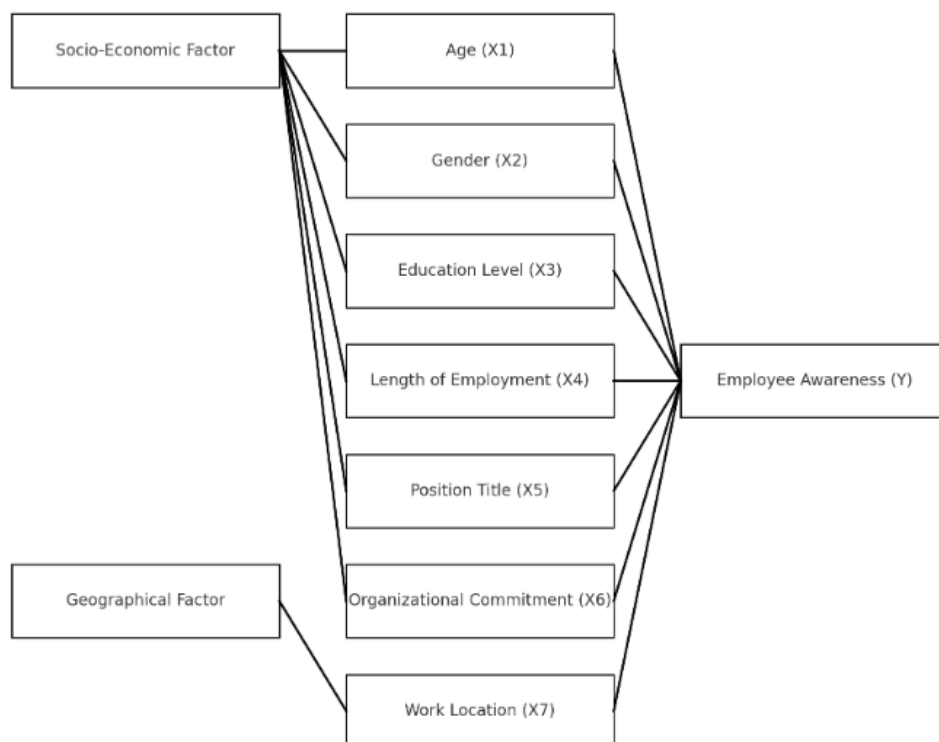 Socio-Economic Factor
Age (X1)
Gender (X2)
Education Level (X3)
Length of Employment (X4)
Employee Awareness (Y)
Position Title (X5)
Geographical Factor
Organizational Commitment (X6)
Work Location (X7)